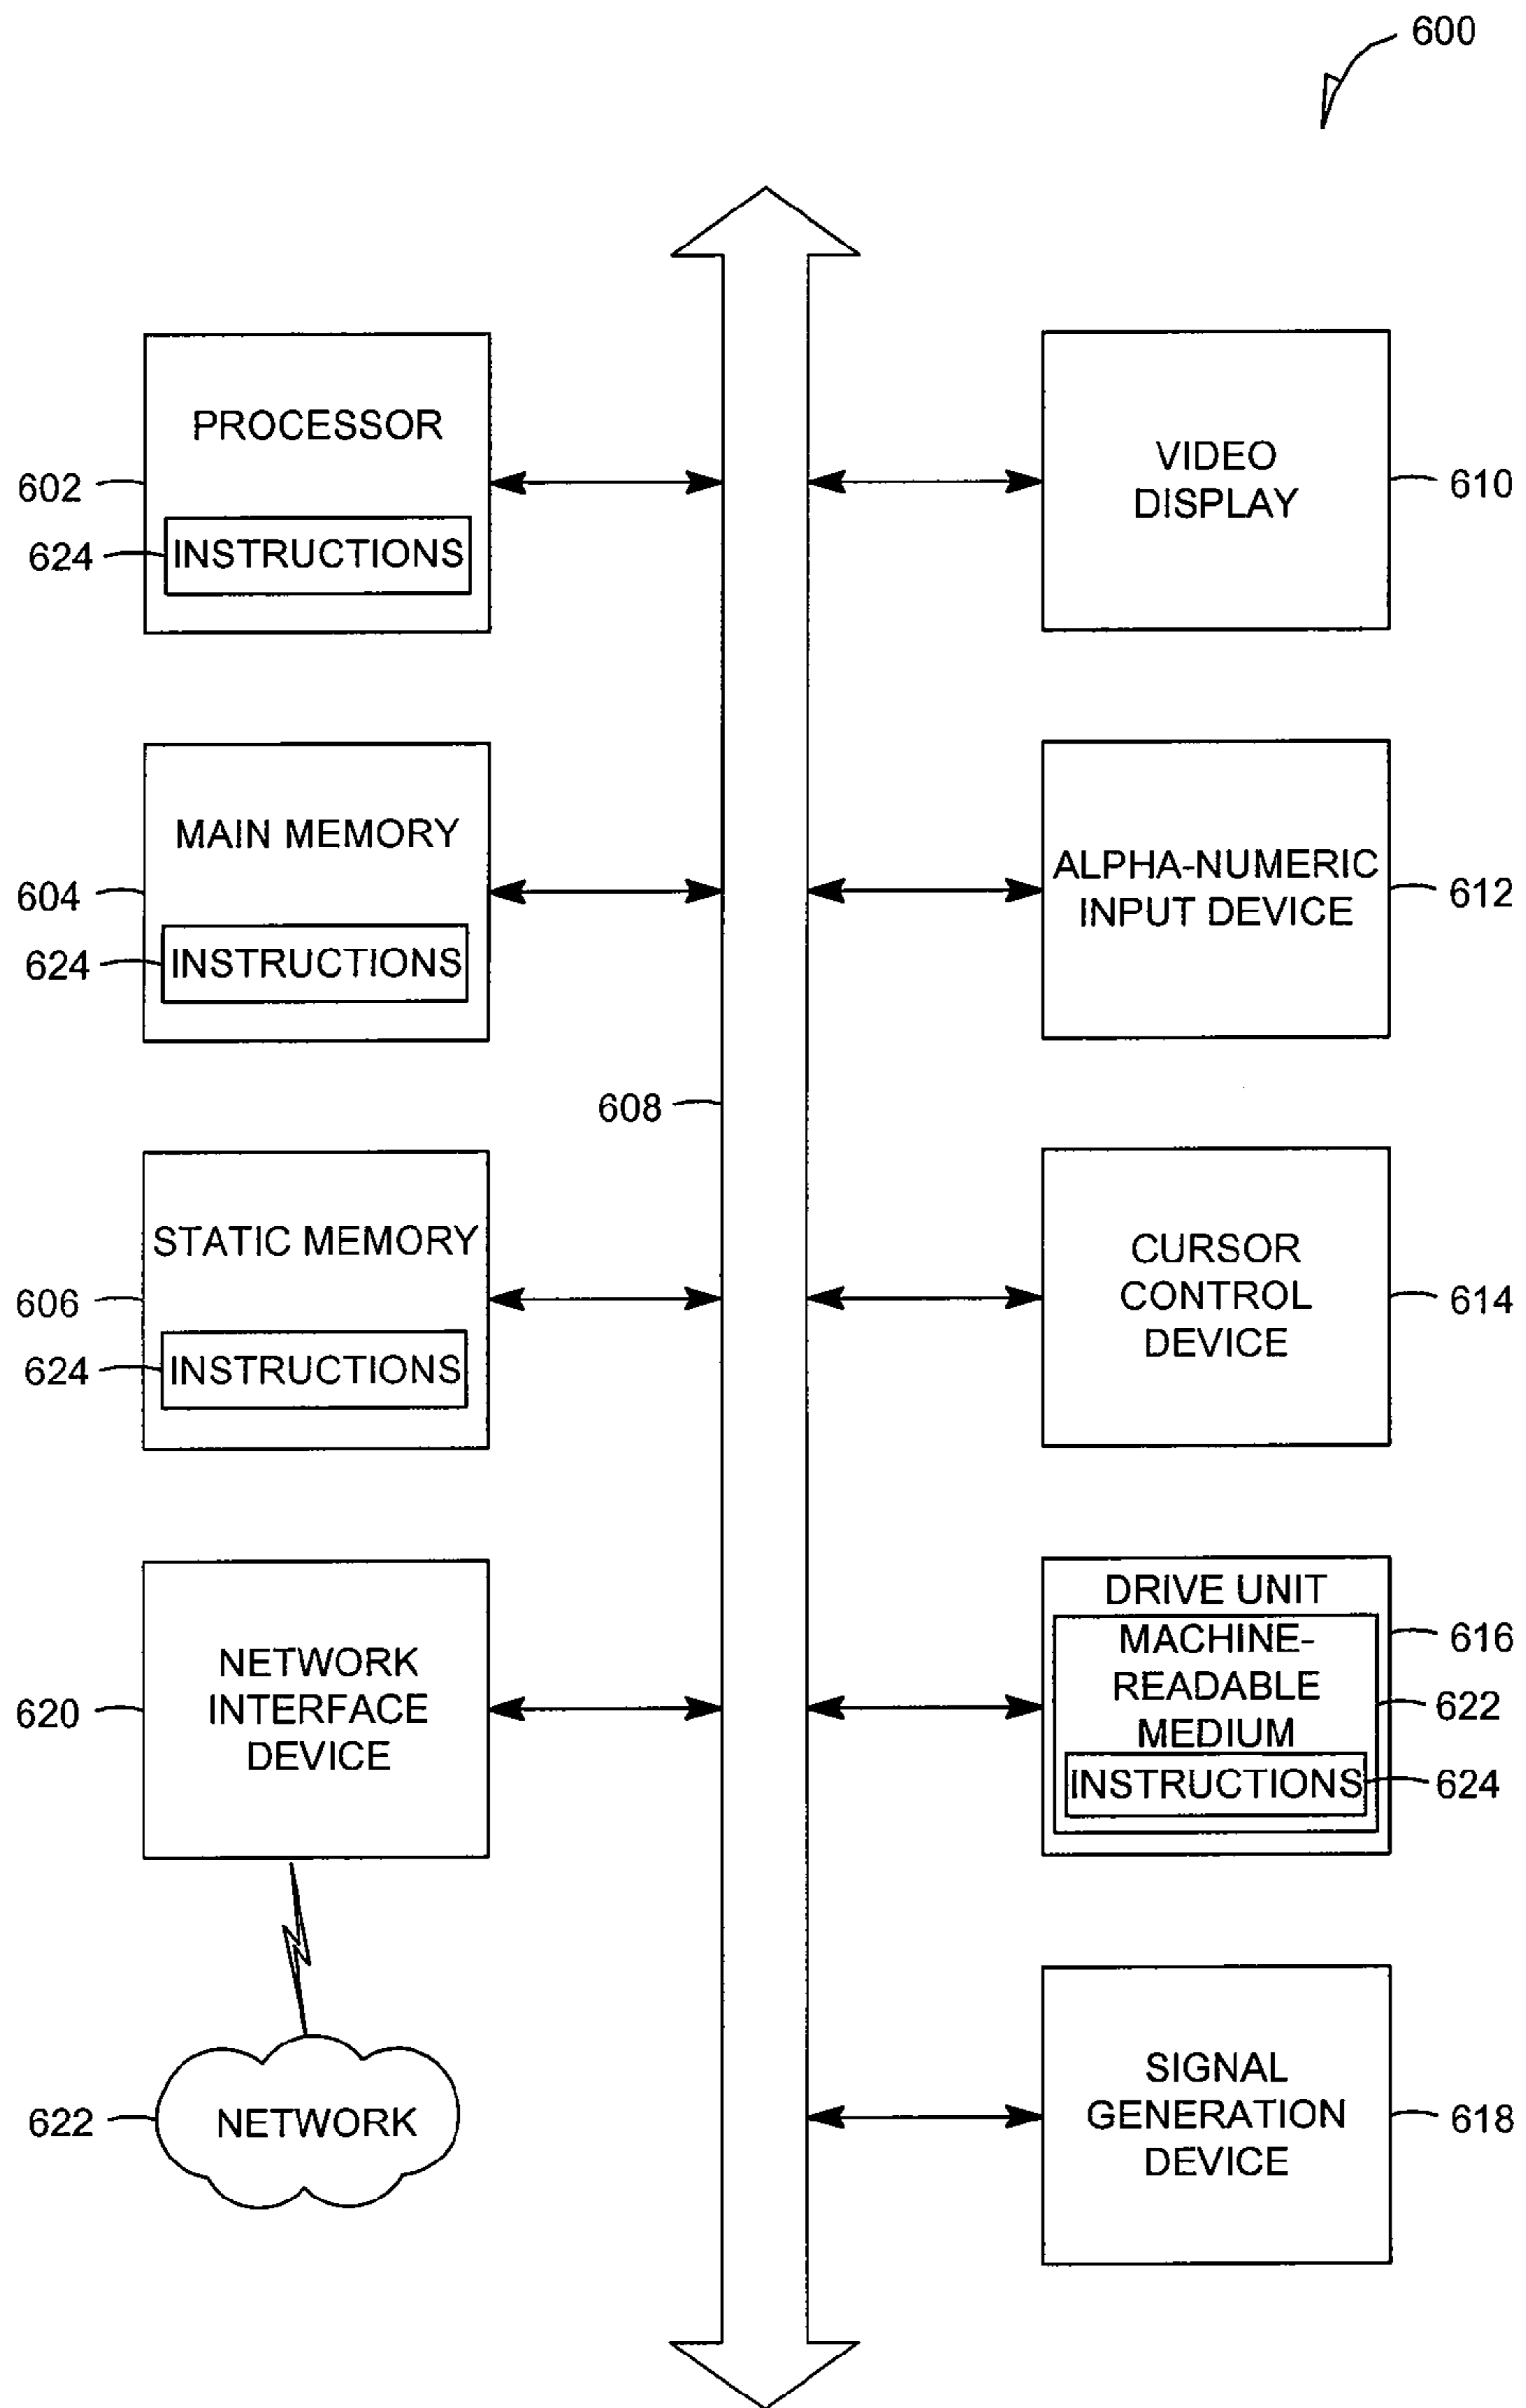 600
PROCESSOR
602
624
INSTRUCTIONS
MAIN MEMORY
604
624
INSTRUCTIONS
608
STATIC MEMORY
606
624
INSTRUCTIONS
NETWORK
INTERFACE
DEVICE
620
622
NETWORK
VIDEO
DISPLAY
610
ALPHA-NUMERIC
INPUT DEVICE
612
CURSOR
CONTROL
DEVICE
614
DRIVE UNIT
616
MACHINE-
READABLE
MEDIUM
622
INSTRUCTIONS
624
SIGNAL
GENERATION
DEVICE
618